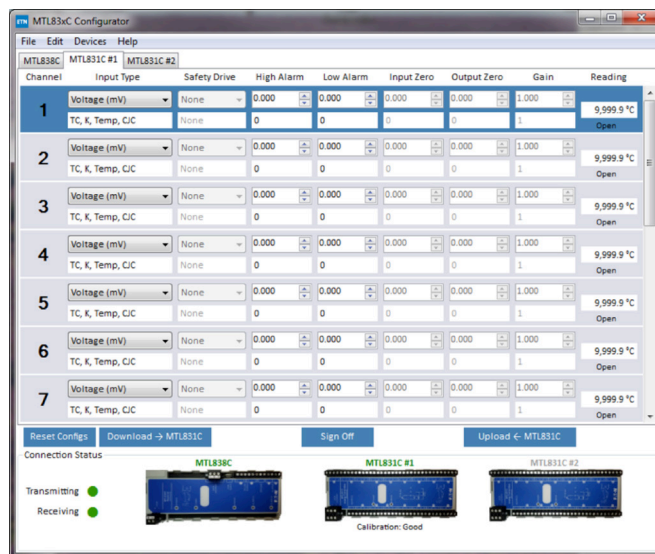 ETN MTL83xC Configurator
File Edit Devices Help
MTL838C MTL831C #1 MTL831C #2
Channel Input Type Safety Drive High Alarm Low Alarm Input Zero Output Zero Gain Reading
1 Voltage (mV) None 0.000 0.000 0.000 0.000 1.000 9,999.9 °C
TC, K, Temp, CJC None 0 0 0 0 1 Open
2 Voltage (mV) None 0.000 0.000 0.000 0.000 1.000 9,999.9 °C
TC, K, Temp, CJC None 0 0 0 0 1 Open
3 Voltage (mV) None 0.000 0.000 0.000 0.000 1.000 9,999.9 °C
TC, K, Temp, CJC None 0 0 0 0 1 Open
4 Voltage (mV) None 0.000 0.000 0.000 0.000 1.000 9,999.9 °C
TC, K, Temp, CJC None 0 0 0 0 1 Open
5 Voltage (mV) None 0.000 0.000 0.000 0.000 1.000 9,999.9 °C
TC, K, Temp, CJC None 0 0 0 0 1 Open
6 Voltage (mV) None 0.000 0.000 0.000 0.000 1.000 9,999.9 °C
TC, K, Temp, CJC None 0 0 0 0 1 Open
7 Voltage (mV) None 0.000 0.000 0.000 0.000 1.000 9,999.9 °C
TC, K, Temp, CJC None 0 0 0 0 1 Open
Reset Configs Download → MTL831C Sign Off Upload ← MTL831C
Connection Status
MTL838C MTL831C #1 MTL831C #2
Transmitting
Receiving
Calibration: Good